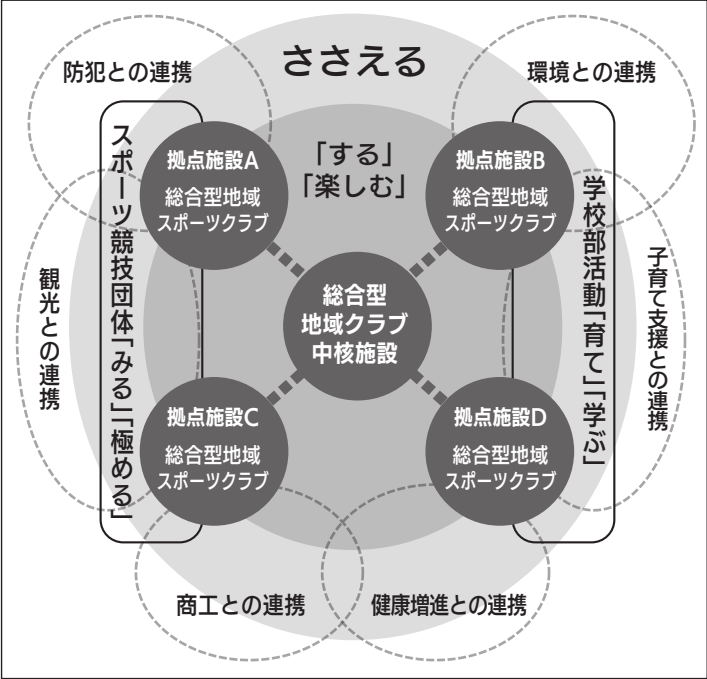 ささえる
防犯との連携
環境との連携
「する」
「楽しむ」
拠点施設A
総合型地域
スポーツクラブ
拠点施設B
総合型地域
スポーツクラブ
スポーツ競技団体「みる」「極める」
学校部活動「育て」「学ぶ」
観光との連携
子育て支援との連携
総合型
地域クラブ
中核施設
拠点施設C
総合型地域
スポーツクラブ
拠点施設D
総合型地域
スポーツクラブ
商工との連携
健康増進との連携